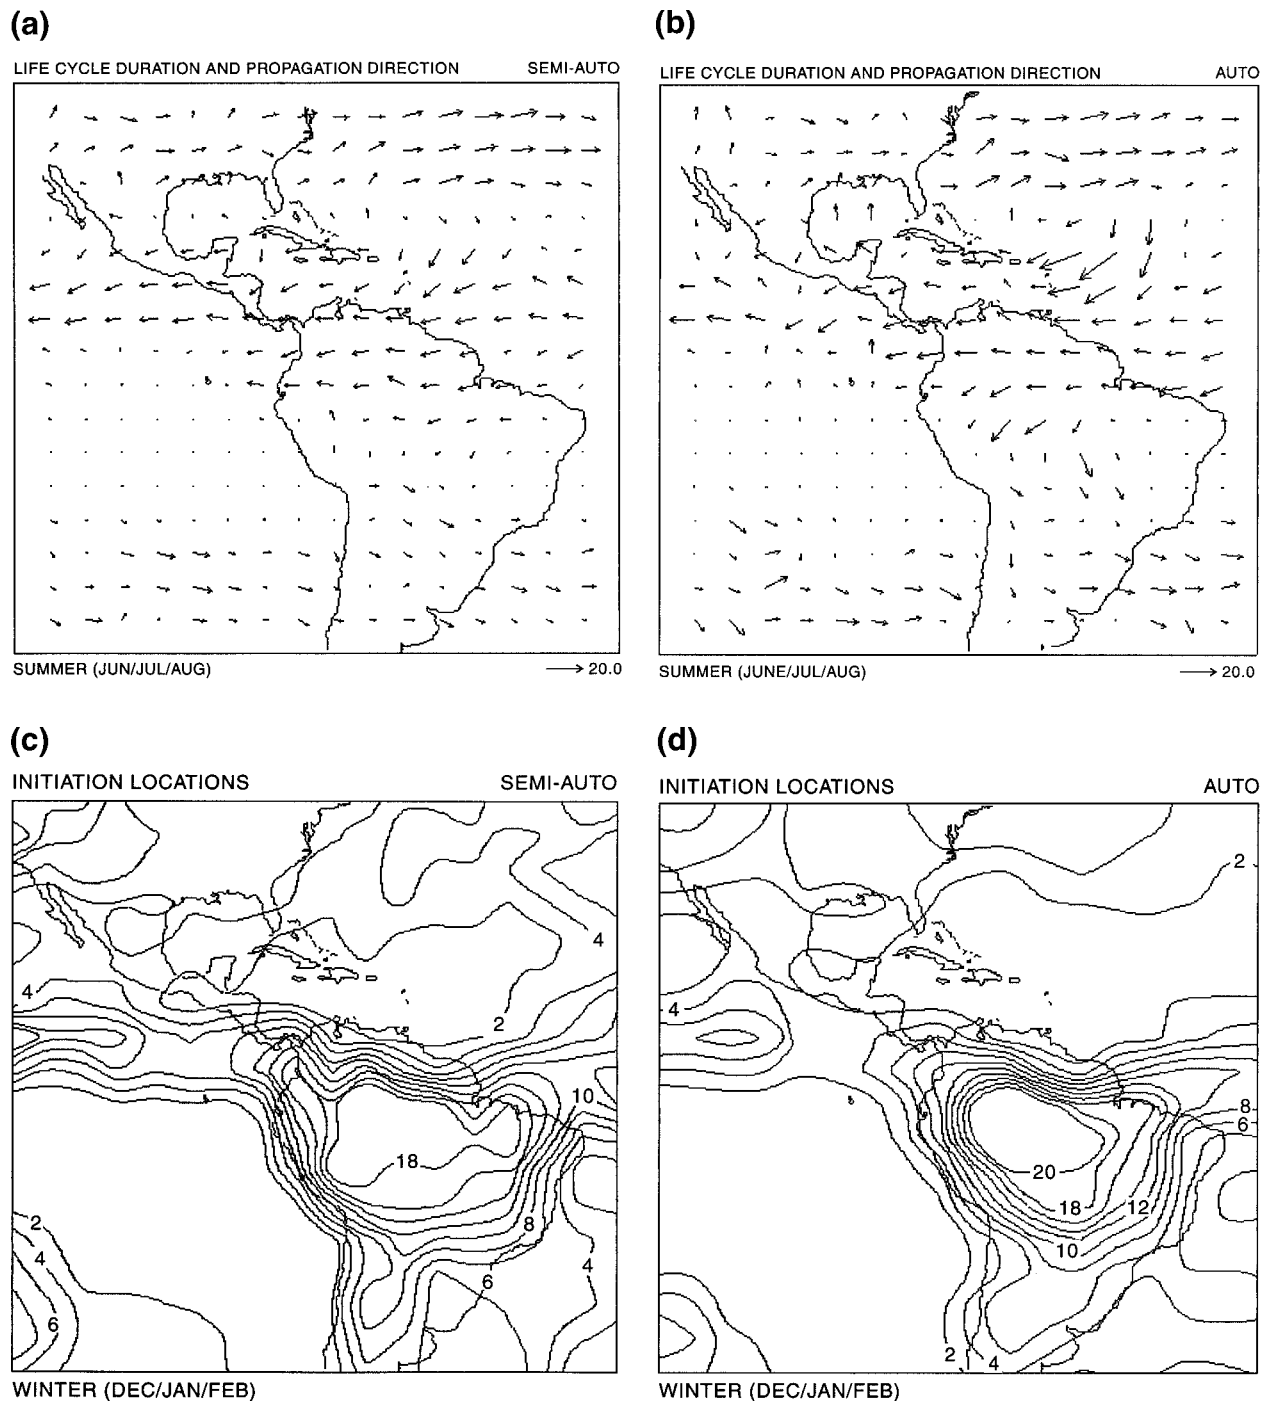 (a)
LIFE CYCLE DURATION AND PROPAGATION DIRECTION SEMI-AUTO
SUMMER (JUN/JUL/AUG) 20.0
(b)
LIFE CYCLE DURATION AND PROPAGATION DIRECTION AUTO
SUMMER (JUNE/JUL/AUG) 20.0
(c)
INITIATION LOCATIONS SEMI-AUTO
4
4
2
10
18
2
8
4
4
6
6
WINTER (DEC/JAN/FEB)
(d)
INITIATION LOCATIONS AUTO
2
4
8
6
20
18 12
10
2 4
WINTER (DEC/JAN/FEB)